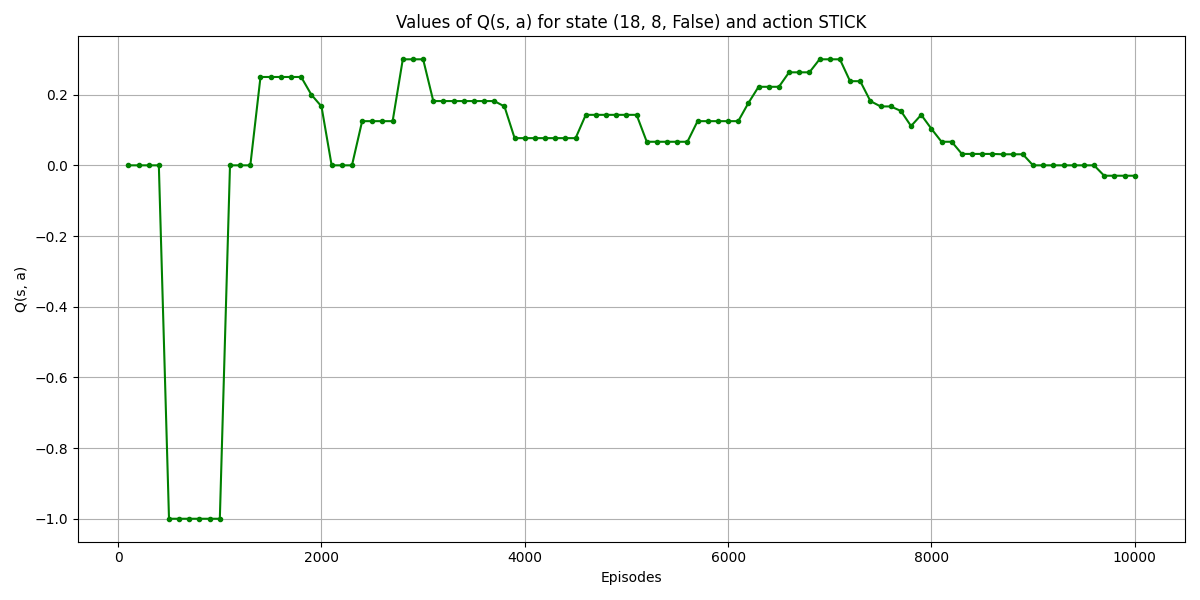 Values of Q(s, a) for state (18, 8, False) and action STICK
Q(s, a)
0.2
0.0
−0.2
−0.4
−0.6
−0.8
−1.0
0 2000 4000 6000 8000 10000
Episodes